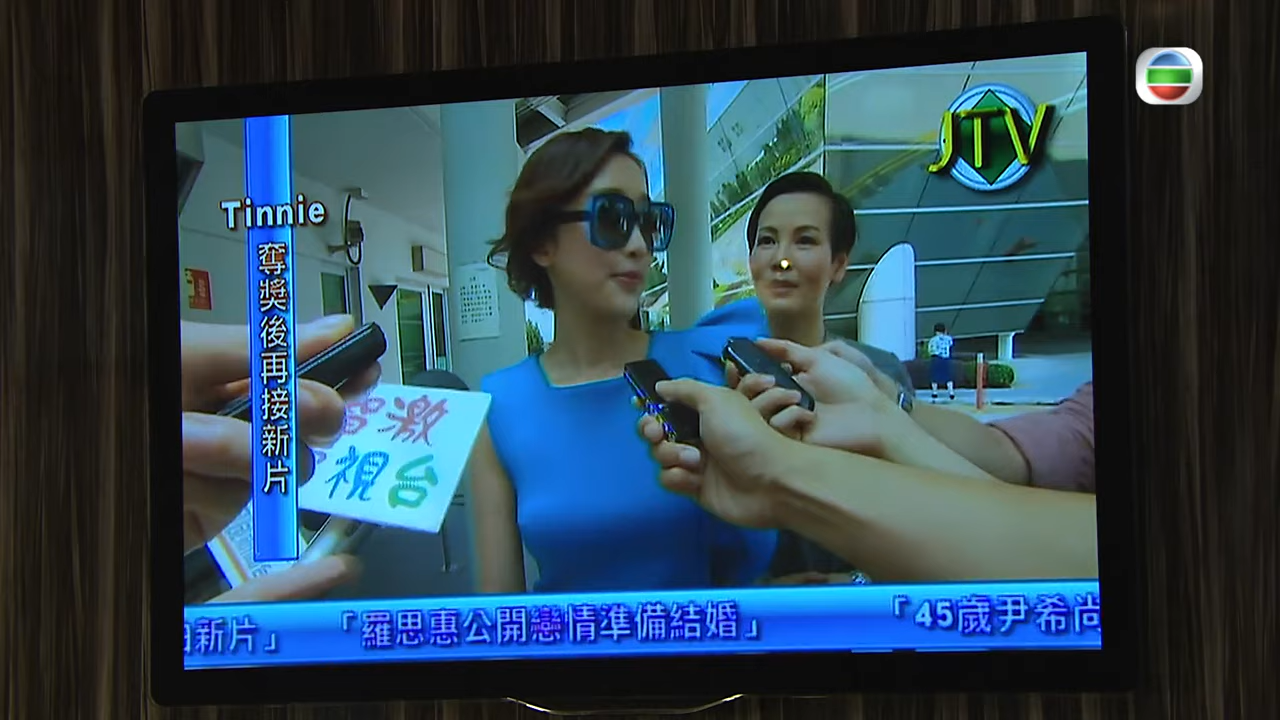 JTV
Tinnie
奪獎後再接新片
激
視台
新片」
「羅思惠公開戀情準備結婚」
「45歲尹希尚